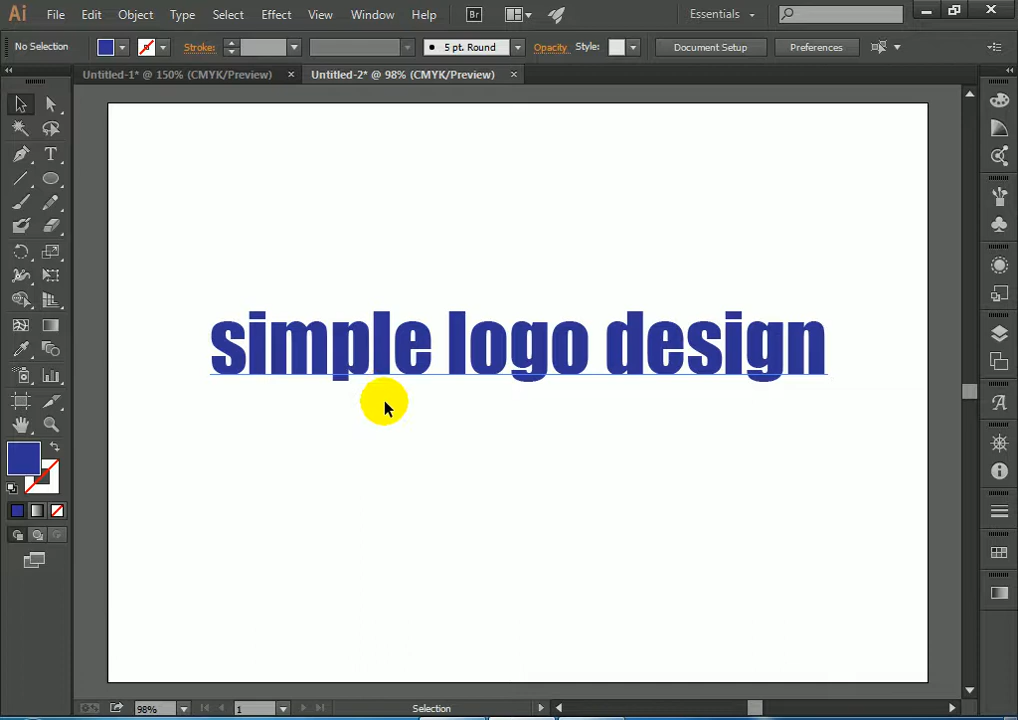 Ai File Edit Object Type Select Effect View Window Help Br Essentials
No Selection Stroke: 5 pt. Round Opacity Style: Document Setup Preferences
Untitled-1* @ 150% (CMYK/Preview) × Untitled-2* @ 98% (CMYK/Preview) ×
simple logo design
98% 1 Selection